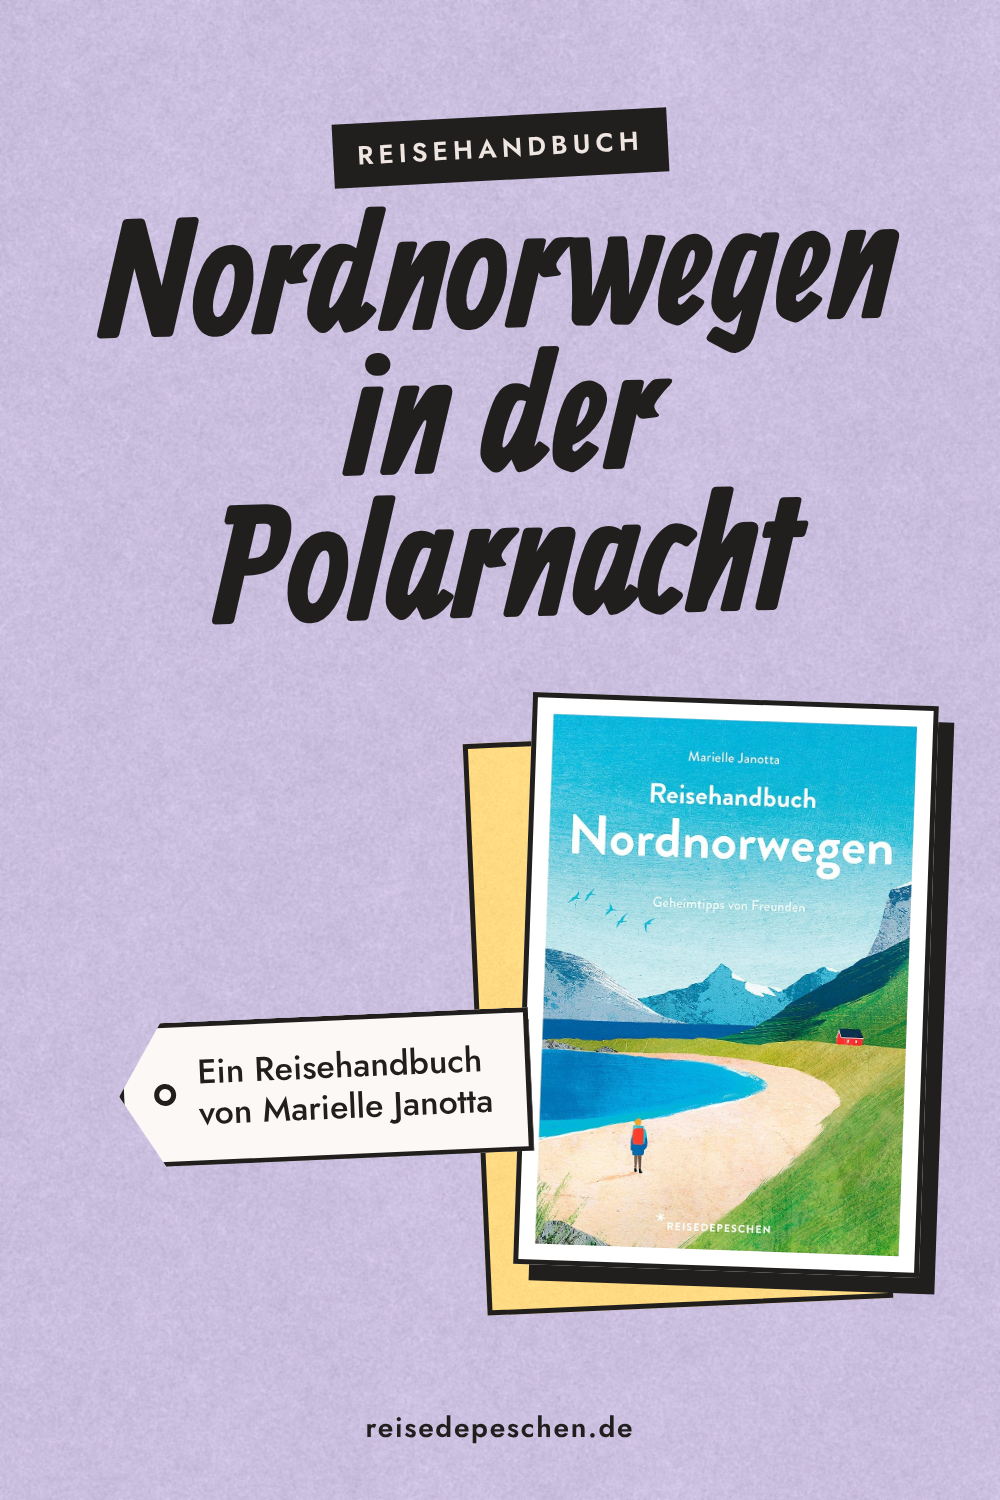 REISEHANDBUCH
Nordnorwegen
in der
Polarnacht
Marielle Janotta
Reisehandbuch
Nordnorwegen
Geheimtipps von Freunden
*REISEDEPESCHEN
Ein Reisehandbuch
von Marielle Janotta
reisedepeschen.de